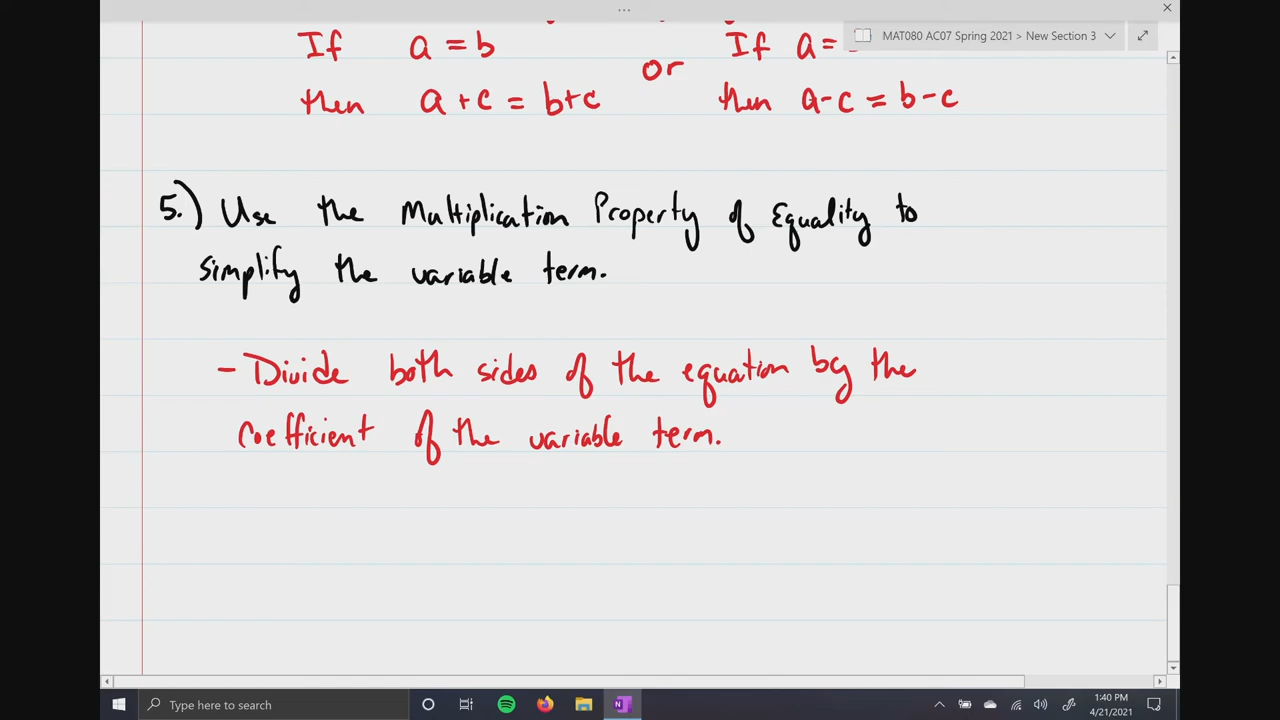 ...
MAT080 AC07 Spring 2021 > New Section 3
If a = b
or
If a =
then a + c = b + c
then a - c = b - c
5.) Use the Multiplication Property of Equality to
simplify the variable term.
- Divide both sides of the equation by the
coefficient of the variable term.
Type here to search
1:40 PM
4/21/2021